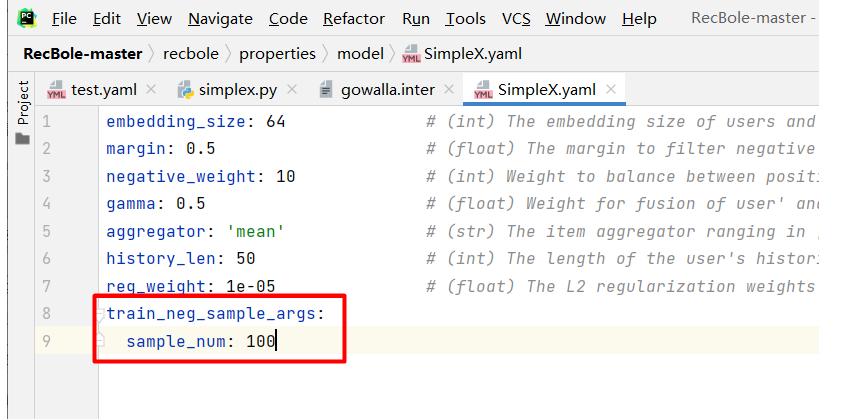 File Edit View Navigate Code Refactor Run Tools VCS Window Help RecBole-master -
RecBole-master recbole properties model SimpleX.yaml
test.yaml simplex.py gowalla.inter SimpleX.yaml
Project
1 embedding_size: 64 # (int) The embedding size of users and
2 margin: 0.5 # (float) The margin to filter negative
3 negative_weight: 10 # (int) Weight to balance between positi
4 gamma: 0.5 # (float) Weight for fusion of user' and
5 aggregator: 'mean' # (str) The item aggregator ranging in
6 history_len: 50 # (int) The length of the user's histori
7 reg_weight: 1e-05 # (float) The L2 regularization weights
8 train_neg_sample_args:
9 sample_num: 100